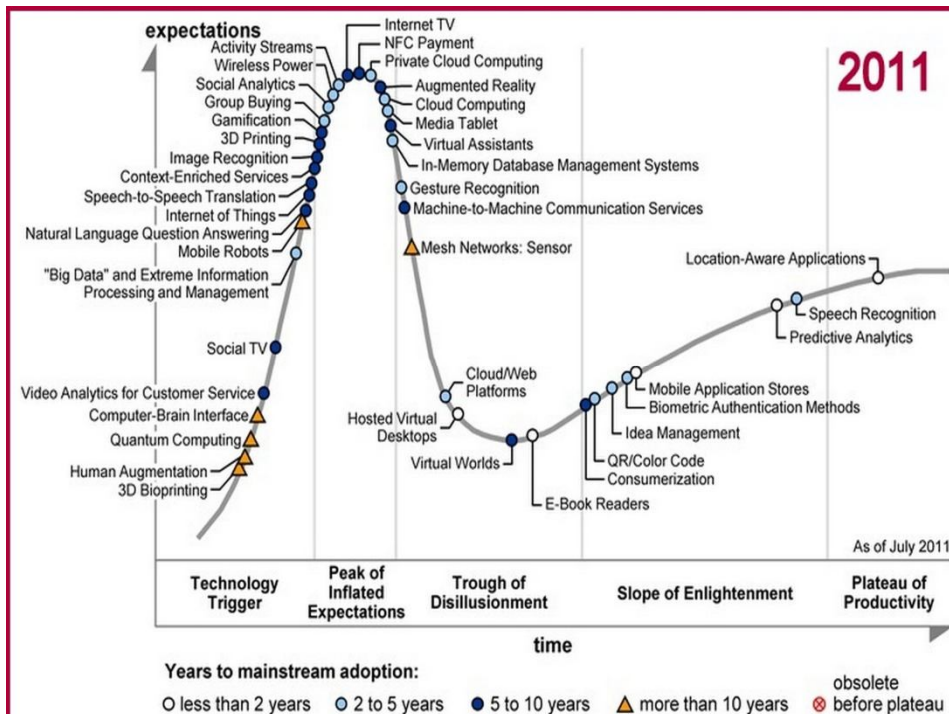 expectations
2011
Internet TV
NFC Payment
Activity Streams
Private Cloud Computing
Wireless Power
Augmented Reality
Social Analytics
Cloud Computing
Group Buying
Media Tablet
Gamification
Virtual Assistants
3D Printing
In-Memory Database Management Systems
Image Recognition
Context-Enriched Services
Gesture Recognition
Speech-to-Speech Translation
Machine-to-Machine Communication Services
Internet of Things
Natural Language Question Answering
Mobile Robots
Mesh Networks: Sensor
Location-Aware Applications
"Big Data" and Extreme Information
Processing and Management
Speech Recognition
Predictive Analytics
Social TV
Cloud/Web
Platforms
Video Analytics for Customer Service
Mobile Application Stores
Computer-Brain Interface
Biometric Authentication Methods
Hosted Virtual
Desktops
Idea Management
Quantum Computing
Virtual Worlds
QR/Color Code
Human Augmentation
Consumerization
3D Bioprinting
E-Book Readers
As of July 2011
Technology
Trigger
Peak of
Inflated
Expectations
Trough of
Disillusionment
Slope of Enlightenment
Plateau of
Productivity
time
Years to mainstream adoption:
less than 2 years
2 to 5 years
5 to 10 years
more than 10 years
obsolete
before plateau